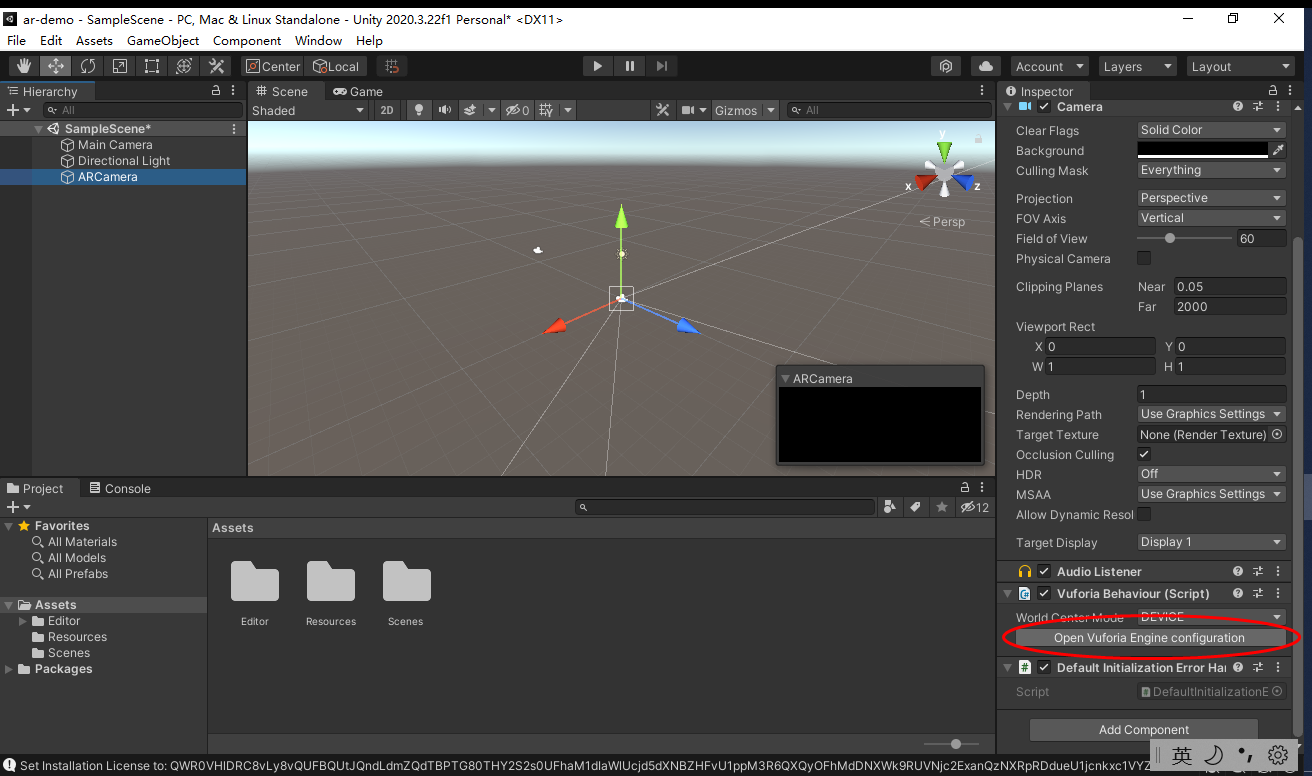 ar-demo - SampleScene - PC, Mac & Linux Standalone - Unity 2020.3.22f1 Personal* <DX11>
File Edit Assets GameObject Component Window Help
Center Local Account Layers Layout
Hierarchy
All
SampleScene*
Main Camera
Directional Light
ARCamera
Scene Game
Shaded 2D 0 Gizmos All
y
x
z
Persp
ARCamera
Inspector
Camera
Clear Flags Solid Color
Background
Culling Mask Everything
Projection Perspective
FOV Axis Vertical
Field of View 60
Physical Camera
Clipping Planes Near 0.05
Far 2000
Viewport Rect
X 0 Y 0
W 1 H 1
Depth 1
Rendering Path Use Graphics Settings
Target Texture None (Render Texture)
Occlusion Culling
HDR Off
MSAA Use Graphics Settings
Allow Dynamic Resol
Target Display Display 1
Audio Listener
Vuforia Behaviour (Script)
World Center Mode DEVICE
Open Vuforia Engine configuration
Default Initialization Error Har
Script DefaultInitializationE
Add Component
Project Console
12
Favorites
All Materials
All Models
All Prefabs
Assets
Editor
Resources
Scenes
Packages
Assets
Editor Resources Scenes
英
Set Installation License to: